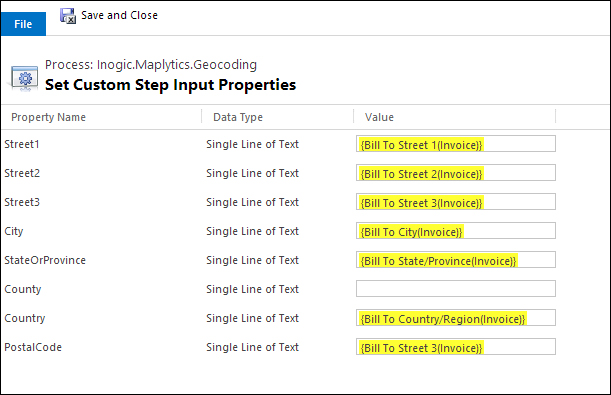 File
Save and Close
Process: Inogic.Maplytics.Geocoding
Set Custom Step Input Properties
Property Name Data Type Value
Street1 Single Line of Text {Bill To Street 1(Invoice)}
Street2 Single Line of Text {Bill To Street 2(Invoice)}
Street3 Single Line of Text {Bill To Street 3(Invoice)}
City Single Line of Text {Bill To City(Invoice)}
StateOrProvince Single Line of Text {Bill To State/Province(Invoice)}
County Single Line of Text
Country Single Line of Text {Bill To Country/Region(Invoice)}
PostalCode Single Line of Text {Bill To Street 3(Invoice)}